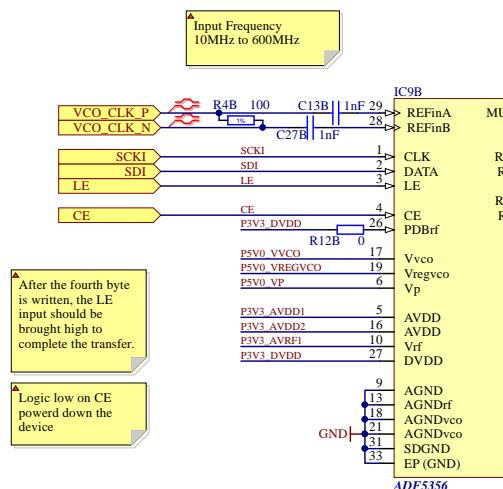 Input Frequency
10MHz to 600MHz
IC9B
VCO_CLK_P
R4B 100
C13B 1nF
29
REFinA
MU
VCO_CLK_N
1%
C27B 1nF
28
REFinB
SCKI
SCKI
1
CLK
R
SDI
SDI
2
DATA
R
LE
LE
3
LE
R
CE
CE
4
CE
R
P3V3_DVDD
26
PDBrf
R12B 0
P5V0_VVCO
17
Vvco
P5V0_VREGVCO
19
Vregvco
P5V0_VP
6
Vp
After the fourth byte
is written, the LE
input should be
brought high to
complete the transfer.
P3V3_AVDD1
5
AVDD
P3V3_AVDD2
16
AVDD
P3V3_AVRF1
10
Vrf
P3V3_DVDD
27
DVDD
Logic low on CE
powerd down the
device
9
AGND
13
AGNDrf
18
AGNDvco
GND
21
AGNDvco
31
SDGND
33
EP (GND)
ADF5356